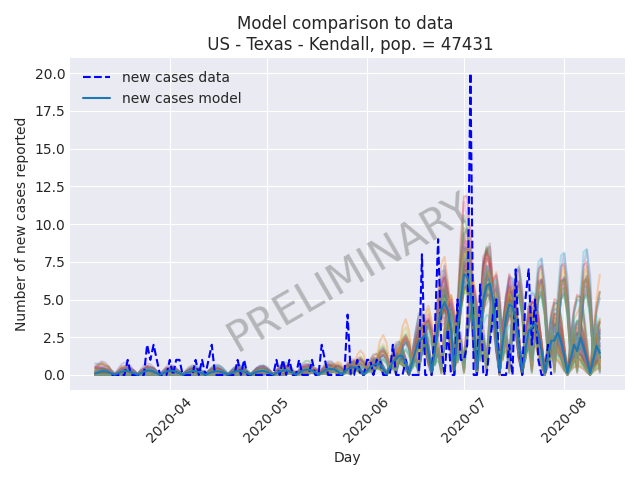 Model comparison to data
US - Texas - Kendall, pop. = 47431
20.0
17.5
15.0
12.5
10.0
7.5
5.0
2.5
0.0
Number of new cases reported
new cases data
new cases model
PRELIMINARY
2020-04
2020-05
2020-06
2020-07
2020-08
Day